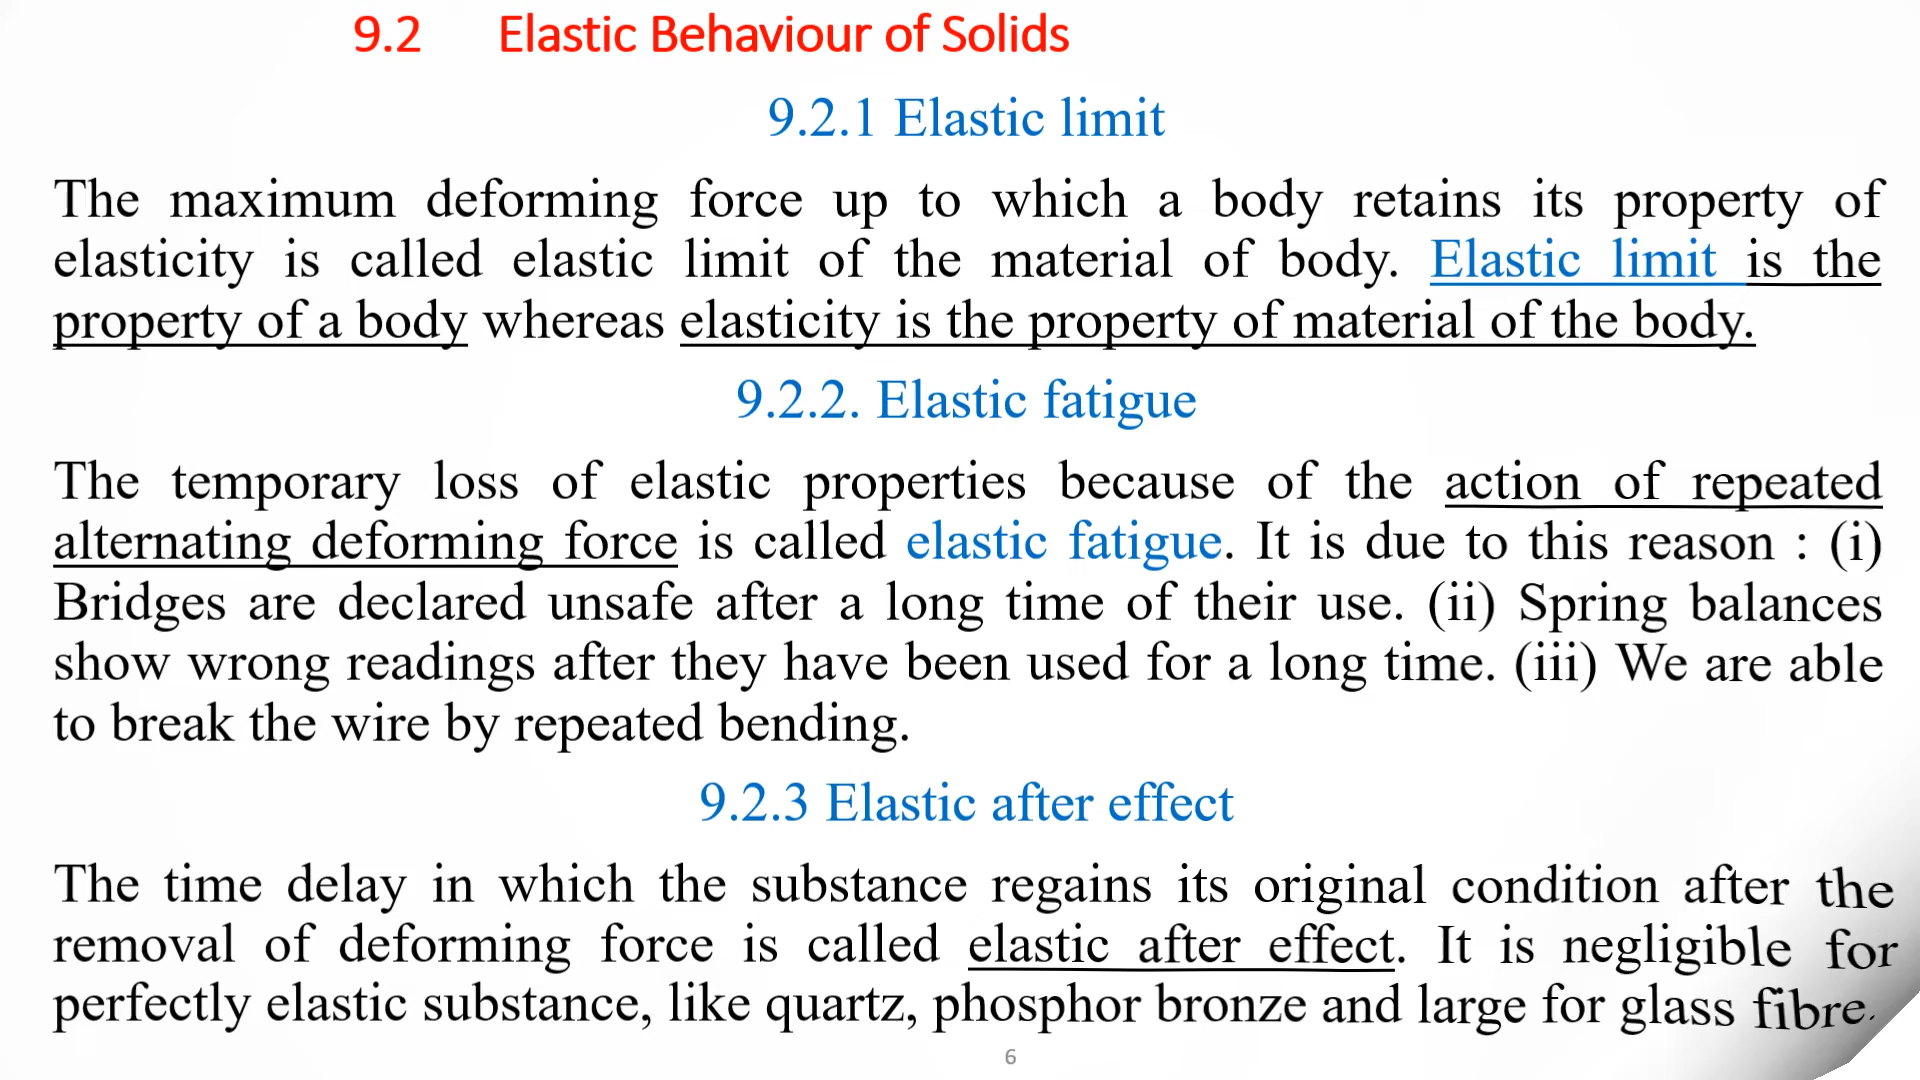 9.2 Elastic Behaviour of Solids
9.2.1 Elastic limit
The maximum deforming force up to which a body retains its property of
elasticity is called elastic limit of the material of body. Elastic limit is the
property of a body whereas elasticity is the property of material of the body.
9.2.2. Elastic fatigue
The temporary loss of elastic properties because of the action of repeated
alternating deforming force is called elastic fatigue. It is due to this reason : (i)
Bridges are declared unsafe after a long time of their use. (ii) Spring balances
show wrong readings after they have been used for a long time. (iii) We are able
to break the wire by repeated bending.
9.2.3 Elastic after effect
The time delay in which the substance regains its original condition after the
removal of deforming force is called elastic after effect. It is negligible for
perfectly elastic substance, like quartz, phosphor bronze and large for glass fibre.
6